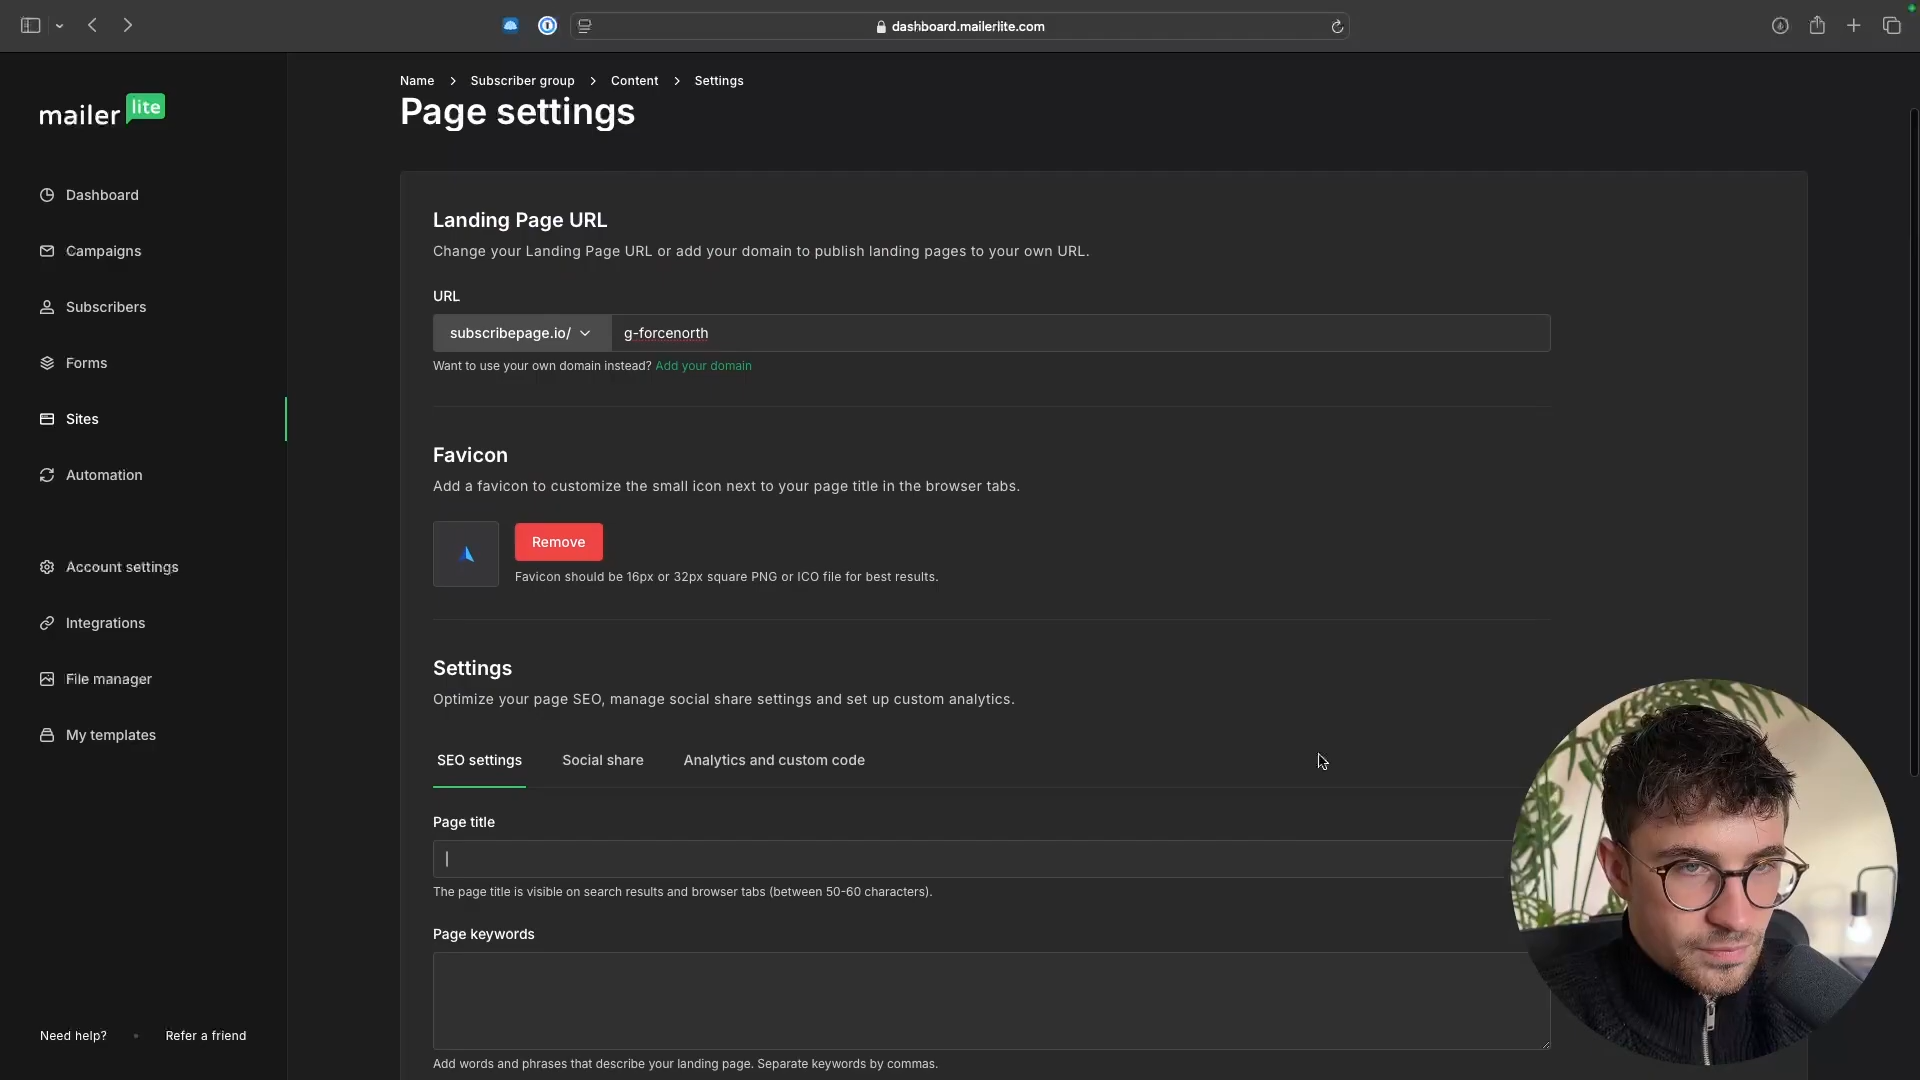 dashboard.mailerlite.com
mailer lite
Dashboard
Campaigns
Subscribers
Forms
Sites
Automation
Account settings
Integrations
File manager
My templates
Need help?
Refer a friend
Name > Subscriber group > Content > Settings
Page settings
Landing Page URL
Change your Landing Page URL or add your domain to publish landing pages to your own URL.
URL
subscribepage.io/ g-forcenorth
Want to use your own domain instead? Add your domain
Favicon
Add a favicon to customize the small icon next to your page title in the browser tabs.
Remove
Favicon should be 16px or 32px square PNG or ICO file for best results.
Settings
Optimize your page SEO, manage social share settings and set up custom analytics.
SEO settings Social share Analytics and custom code
Page title
The page title is visible on search results and browser tabs (between 50-60 characters).
Page keywords
Add words and phrases that describe your landing page. Separate keywords by commas.